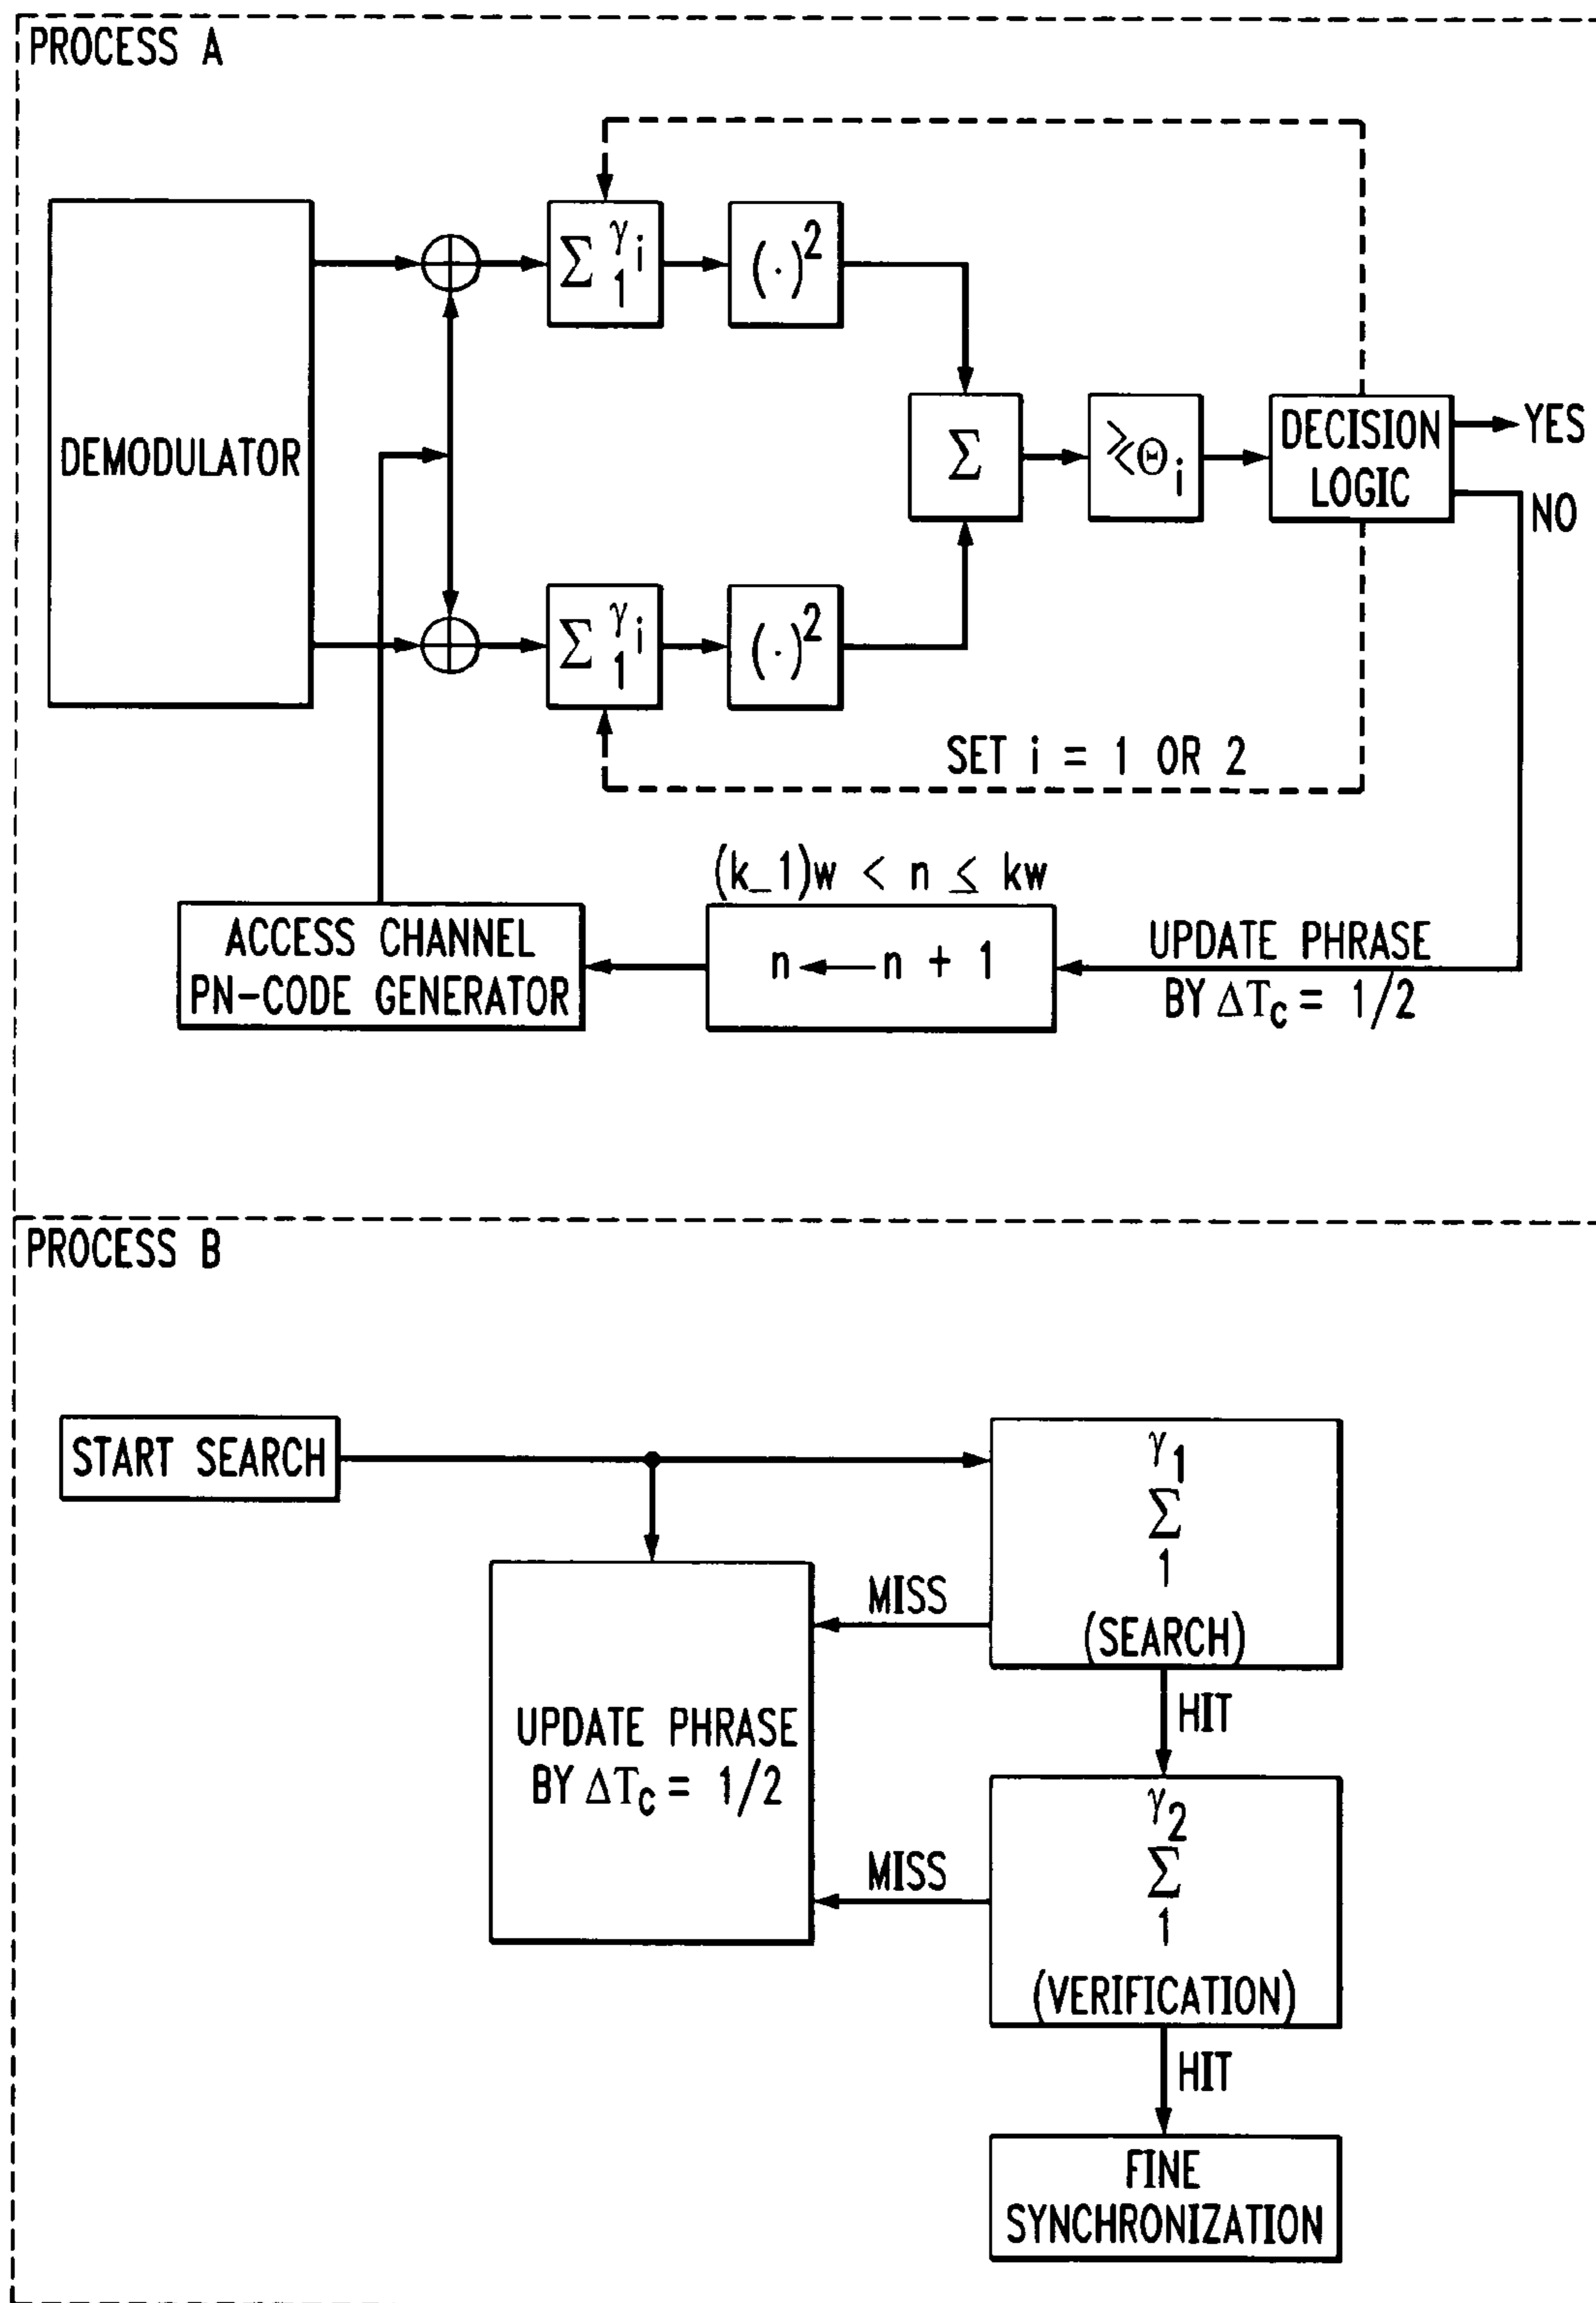 PROCESS A
Σ γi 1
(·)2
DEMODULATOR
Σ
≷Θi
DECISION
LOGIC
YES
NO
Σ γi 1
(·)2
SET i = 1 OR 2
(k_1)w < n ≤ kw
ACCESS CHANNEL
PN-CODE GENERATOR
n ← n + 1
UPDATE PHRASE
BY ΔTc = 1/2
PROCESS B
START SEARCH
γ1
Σ
1
(SEARCH)
MISS
HIT
UPDATE PHRASE
BY ΔTc = 1/2
γ2
Σ
1
(VERIFICATION)
MISS
HIT
FINE
SYNCHRONIZATION